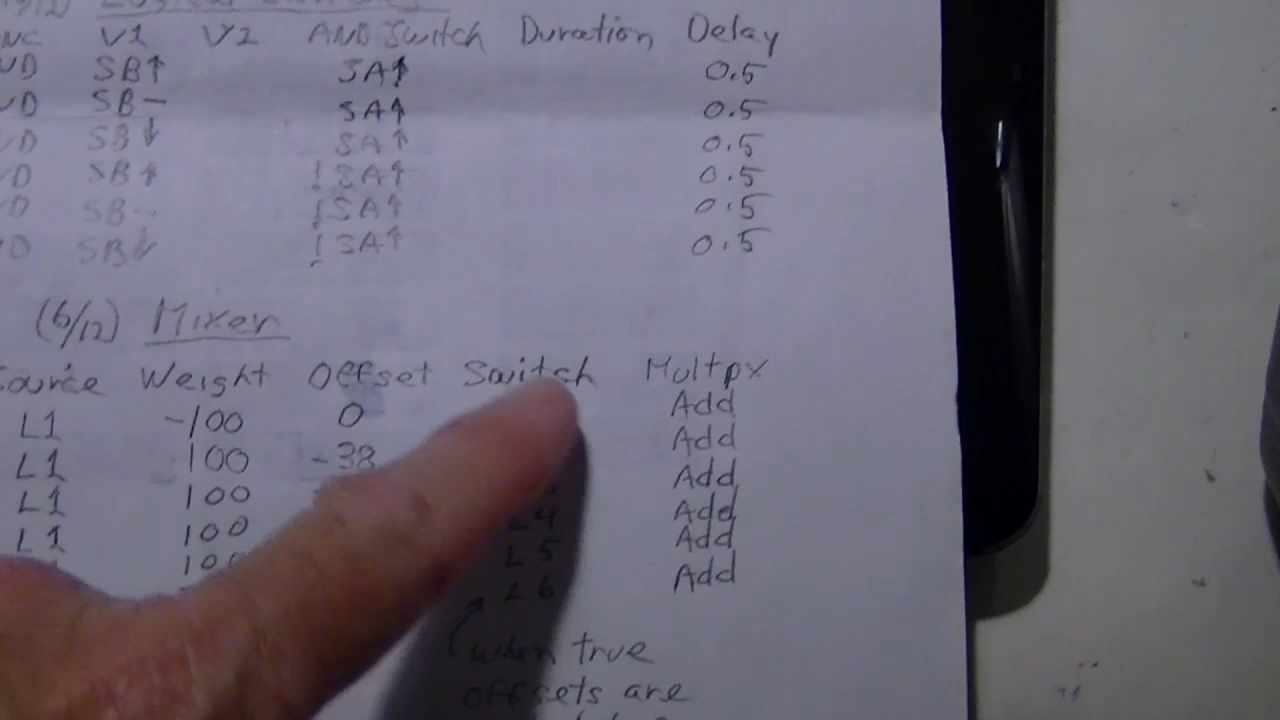 V1 V2 AND Switch Duration Delay
SB↑ SA↑ 0.5
SB- SA↑ 0.5
SB↓ SA↑ 0.5
SB↑ !SA↑ 0.5
SB- !SA↑ 0.5
SB↓ !SA↑ 0.5
(6/12) Mixer
Weight Offset Switch Multpx
L1 -100 0 Add
L1 100 -38 Add
L1 100 Add
L1 100 L4 Add
L5 Add
L6 Add
when true
offsets are